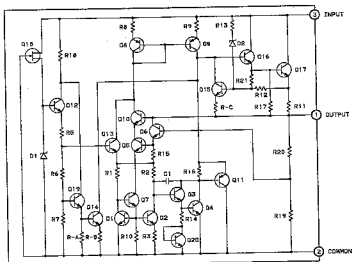 R8
R9
R13
3 INPUT
Q18
R10
Q8
Q9
D2
Q16
Q17
R21
R12
Q12
Q15
R-C
R17
R11
Q10
1 OUTPUT
R5
Q13
Q5
Q6
R15
R20
D1
R6
R1
R2
C1
R16
Q11
Q19
Q7
Q3
R7
Q14
Q1
Q2
R14
Q4
R19
R-A
R-B
R10
R3
Q20
2 COMMON